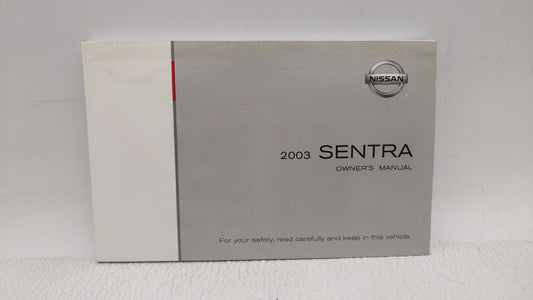 NISSAN
2003 SENTRA
OWNER'S MANUAL
For your safety, read carefully and keep in this vehicle.